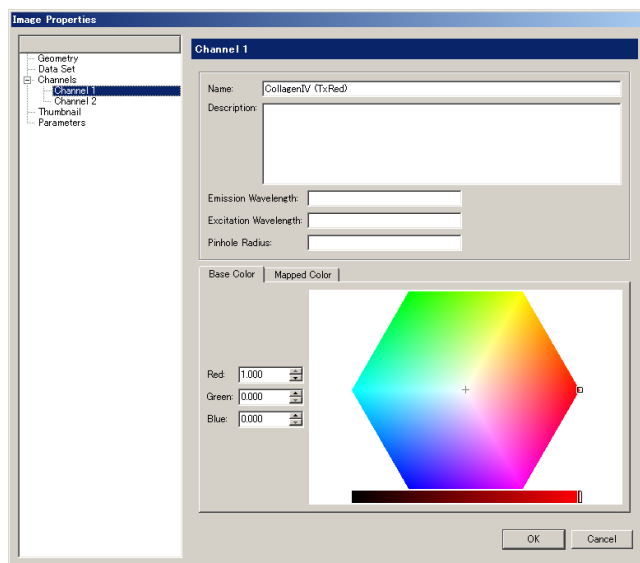 Image Properties
Geometry
Data Set
Channels
Channel 1
Channel 2
Thumbnail
Parameters
Channel 1
Name: CollagenIV (TxRed)
Description:
Emission Wavelength:
Excitation Wavelength:
Pinhole Radius:
Base Color Mapped Color
Red: 1.000
Green: 0.000
Blue: 0.000
OK Cancel